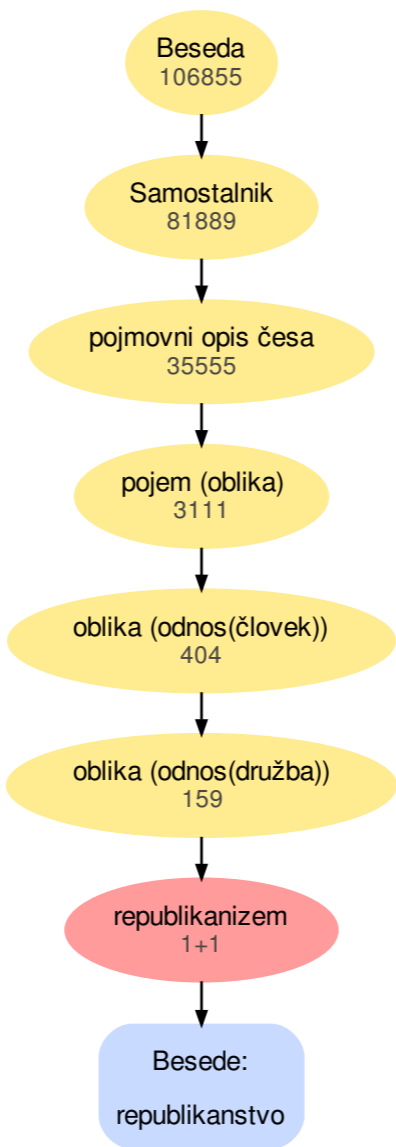 Beseda
106855
Samostalnik
81889
pojmovni opis česa
35555
pojem (oblika)
3111
oblika (odnos(človek))
404
oblika (odnos(družba))
159
republikanizem
1+1
Besede:
republikanstvo